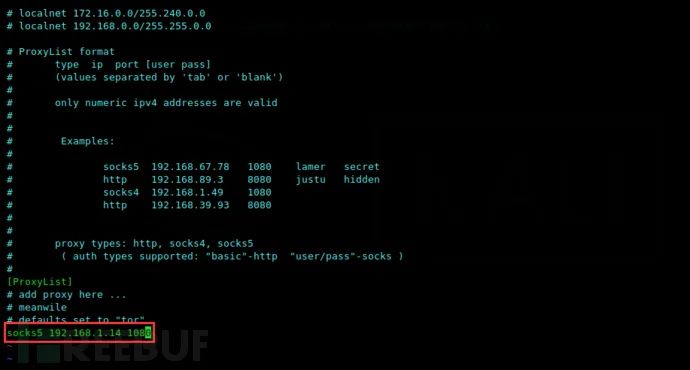 # localnet 172.16.0.0/255.240.0.0
# localnet 192.168.0.0/255.255.0.0
# ProxyList format
#       type  ip  port [user pass]
#       (values separated by 'tab' or 'blank')
#
#       only numeric ipv4 addresses are valid
#
#
#        Examples:
#
#               socks5  192.168.67.78   1080    lamer   secret
#               http    192.168.89.3    8080    justu   hidden
#               socks4  192.168.1.49    1080
#               http    192.168.39.93   8080
#
#
#       proxy types: http, socks4, socks5
#        ( auth types supported: "basic"-http  "user/pass"-socks )
#
[ProxyList]
# add proxy here ...
# meanwile
# defaults set to "tor"
socks5 192.168.1.14 1080
~
~
REEBUF